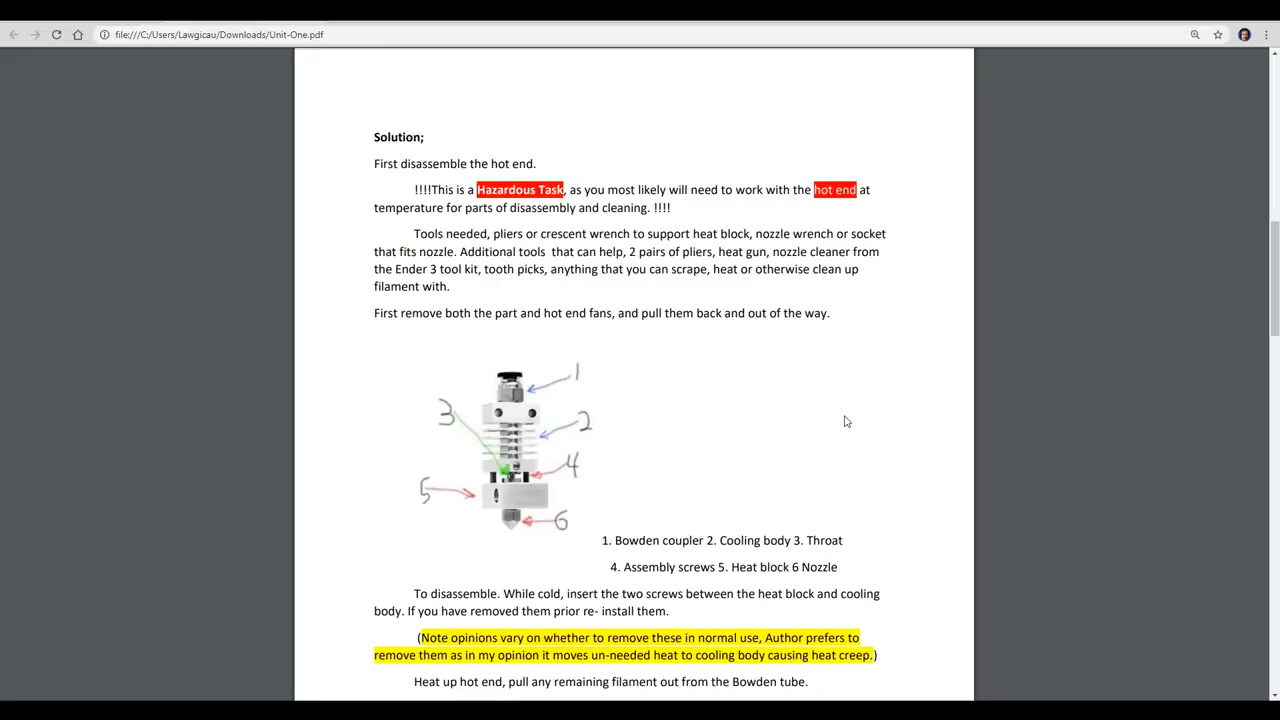 file:///C:/Users/Lawgicau/Downloads/Unit-One.pdf
Solution;
First disassemble the hot end.
!!!!This is a Hazardous Task, as you most likely will need to work with the hot end at
temperature for parts of disassembly and cleaning. !!!!
Tools needed, pliers or crescent wrench to support heat block, nozzle wrench or socket
that fits nozzle. Additional tools  that can help, 2 pairs of pliers, heat gun, nozzle cleaner from
the Ender 3 tool kit, tooth picks, anything that you can scrape, heat or otherwise clean up
filament with.
First remove both the part and hot end fans, and pull them back and out of the way.
1
3
2
4
5
6
1. Bowden coupler 2. Cooling body 3. Throat
4. Assembly screws 5. Heat block 6 Nozzle
To disassemble. While cold, insert the two screws between the heat block and cooling
body. If you have removed them prior re- install them.
(Note opinions vary on whether to remove these in normal use, Author prefers to
remove them as in my opinion it moves un-needed heat to cooling body causing heat creep.)
Heat up hot end, pull any remaining filament out from the Bowden tube.